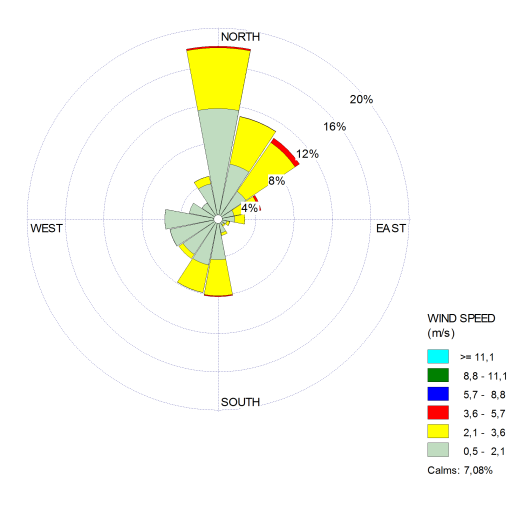 NORTH
20%
16%
12%
8%
4%
WEST
EAST
SOUTH
WIND SPEED
(m/s)
>= 11,1
8,8 - 11,1
5,7 - 8,8
3,6 - 5,7
2,1 - 3,6
0,5 - 2,1
Calms: 7,08%